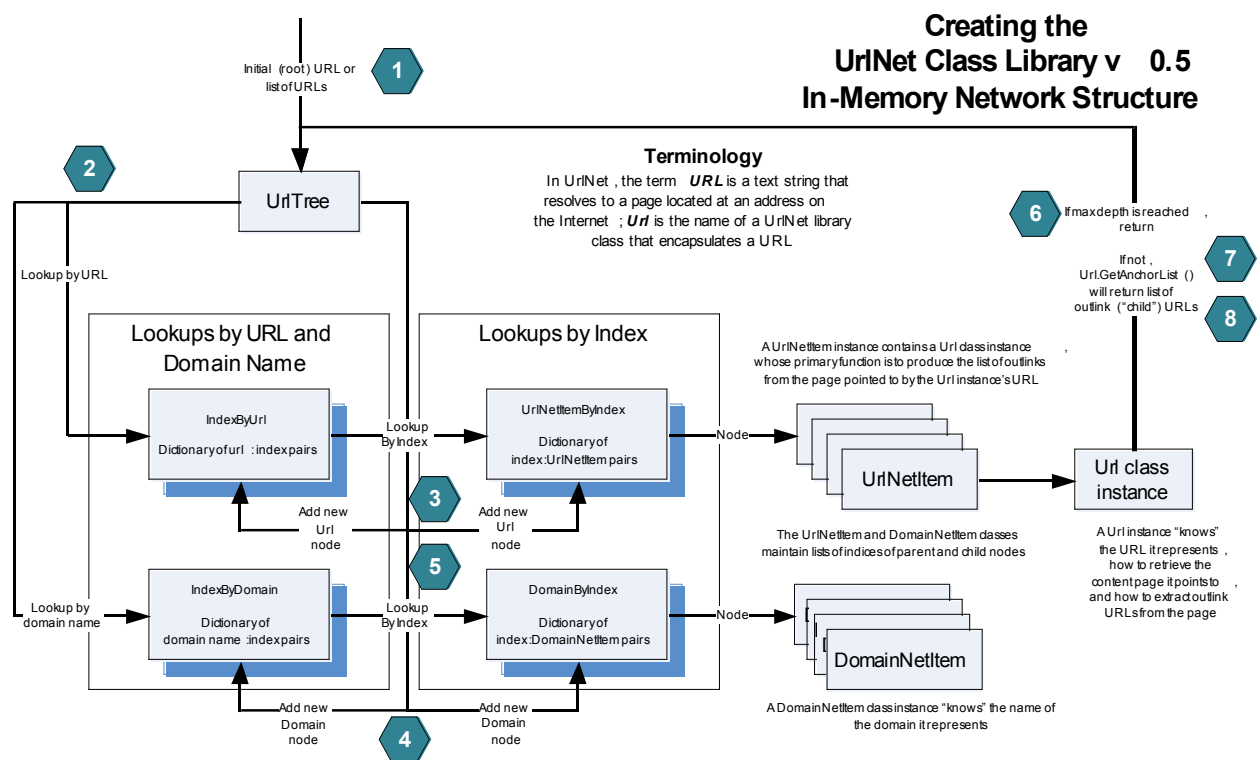 Creating the
UrlNet Class Library v 0.5
In-Memory Network Structure
1
Initial (root) URL or
list of URLs
2
UrlTree
Terminology
In UrlNet , the term URL is a text string that
resolves to a page located at an address on
the Internet ; Url is the name of a UrlNet library
class that encapsulates a URL
6
If max depth is reached ,
return
7
If not ,
Url.GetAnchorList ()
will return list of
outlink ("child") URLs
8
Lookup by URL
Lookups by URL and
Domain Name
Lookups by Index
A UrlNetItem instance contains a Url class instance ,
whose primary function is to produce the list of outlinks
from the page pointed to by the Url instance's URL
IndexByUrl
Dictionary of url : index pairs
Lookup
By Index
UrlNetItemByIndex
Dictionary of
index:UrlNetItem pairs
Node
UrlNetItem
Url class
instance
3
Add new
Url
node
Add new
Url
node
The UrlNetItem and DomainNetItem classes
maintain lists of indices of parent and child nodes
A Url instance "knows"
the URL it represents ,
how to retrieve the
content page it points to ,
and how to extract outlink
URLs from the page
5
Lookup by
domain name
IndexByDomain
Dictionary of
domain name : index pairs
Lookup
By Index
DomainByIndex
Dictionary of
index:DomainNetItem pairs
Node
DomainNetItem
Add new
Domain
node
4
Add new
Domain
node
A DomainNetItem class instance "knows" the name of
the domain it represents